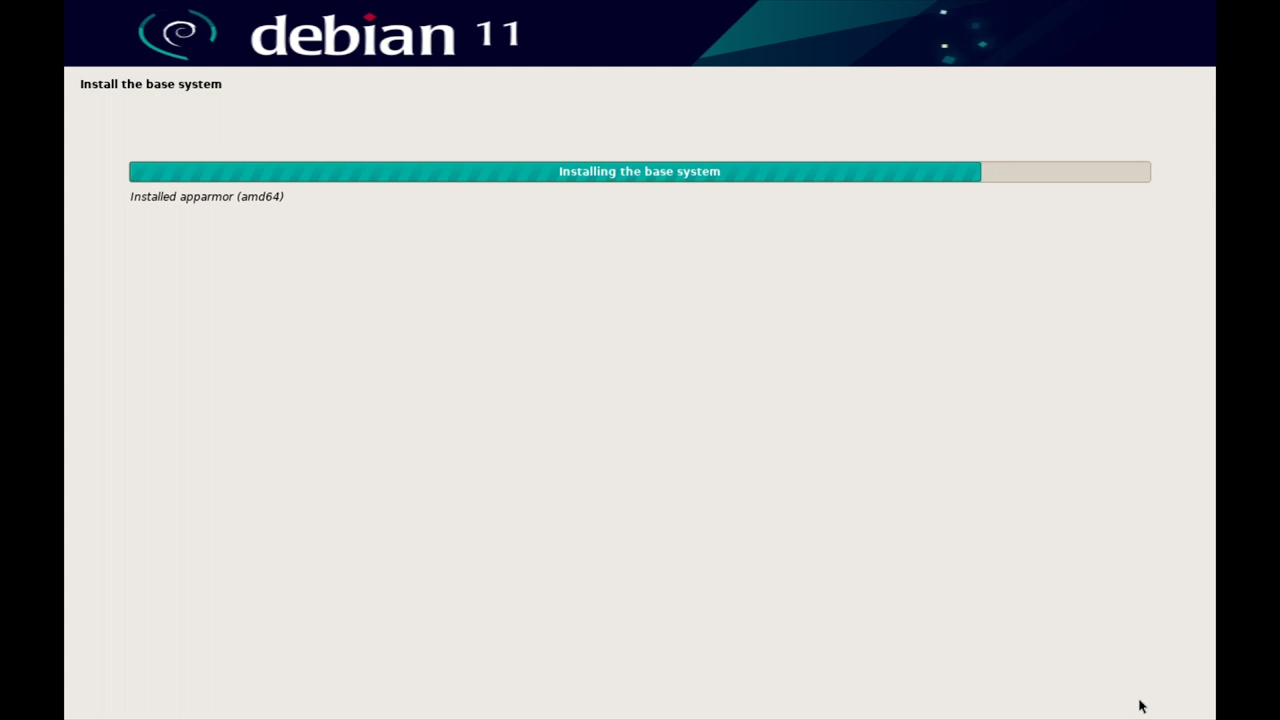 debian 11
Install the base system
Installing the base system
Installed apparmor (amd64)